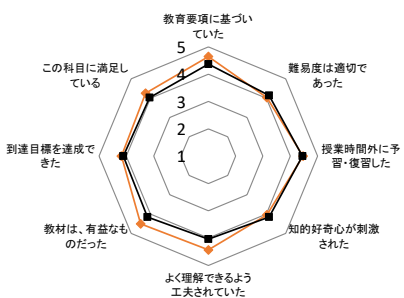 教育要項に基づい
ていた
難易度は適切で
あった
授業時間外に予
習・復習した
知的好奇心が刺激
された
よく理解できるよう
工夫されていた
教材は、有益なも
のだった
到達目標を達成で
きた
この科目に満足し
ている
5
4
3
2
1